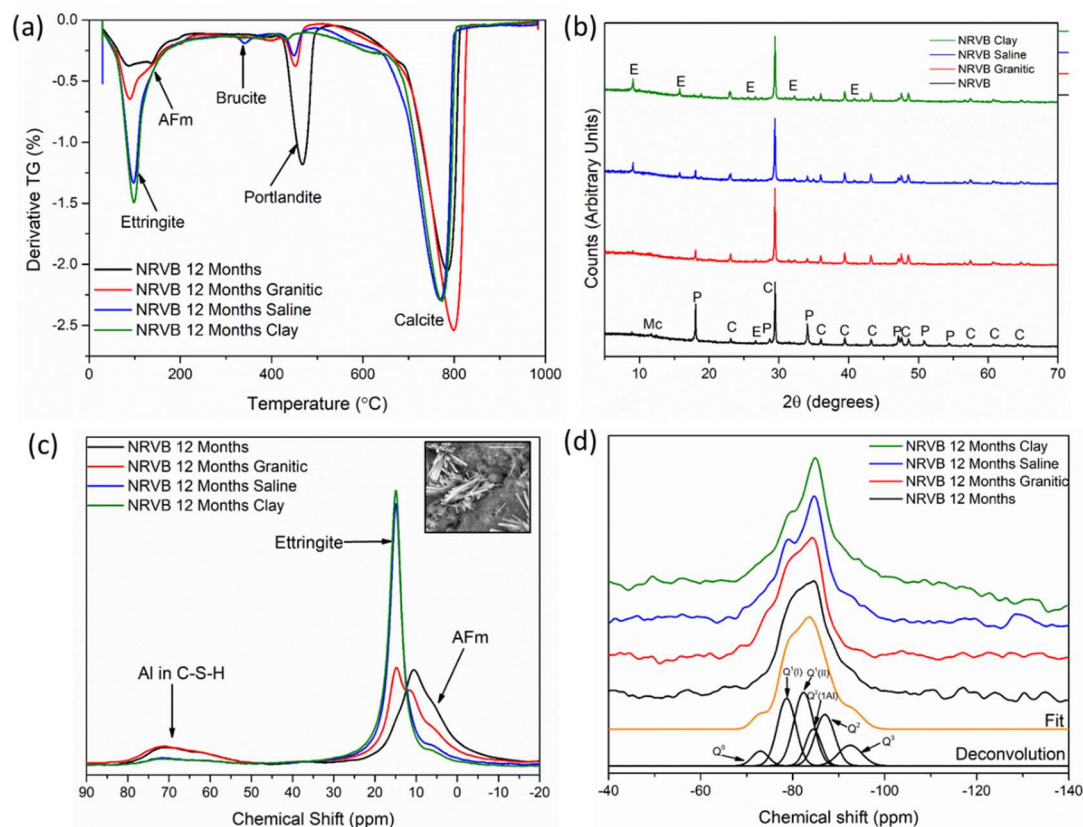 (a)
0.0
-0.5
-1.0
-1.5
-2.0
-2.5
Derivative TG (%)
AFm
Brucite
Ettringite
Portlandite
Calcite
NRVB 12 Months
NRVB 12 Months Granitic
NRVB 12 Months Saline
NRVB 12 Months Clay
0 200 400 600 800 1000
Temperature (°C)
(b)
Counts (Arbitrary Units)
NRVB Clay
NRVB Saline
NRVB Granitic
NRVB
E E E E E
Mc P C E P C P C C C P C P P C C C
10 20 30 40 50 60 70
2θ (degrees)
(c)
NRVB 12 Months
NRVB 12 Months Granitic
NRVB 12 Months Saline
NRVB 12 Months Clay
Ettringite
AFm
Al in C-S-H
90 80 70 60 50 40 30 20 10 0 -10 -20
Chemical Shift (ppm)
(d)
NRVB 12 Months Clay
NRVB 12 Months Saline
NRVB 12 Months Granitic
NRVB 12 Months
Q¹(I) Q¹(II)
Q²(1Al)
Q²
Q³
Q⁰
Fit
Deconvolution
-40 -60 -80 -100 -120 -140
Chemical shift (ppm)